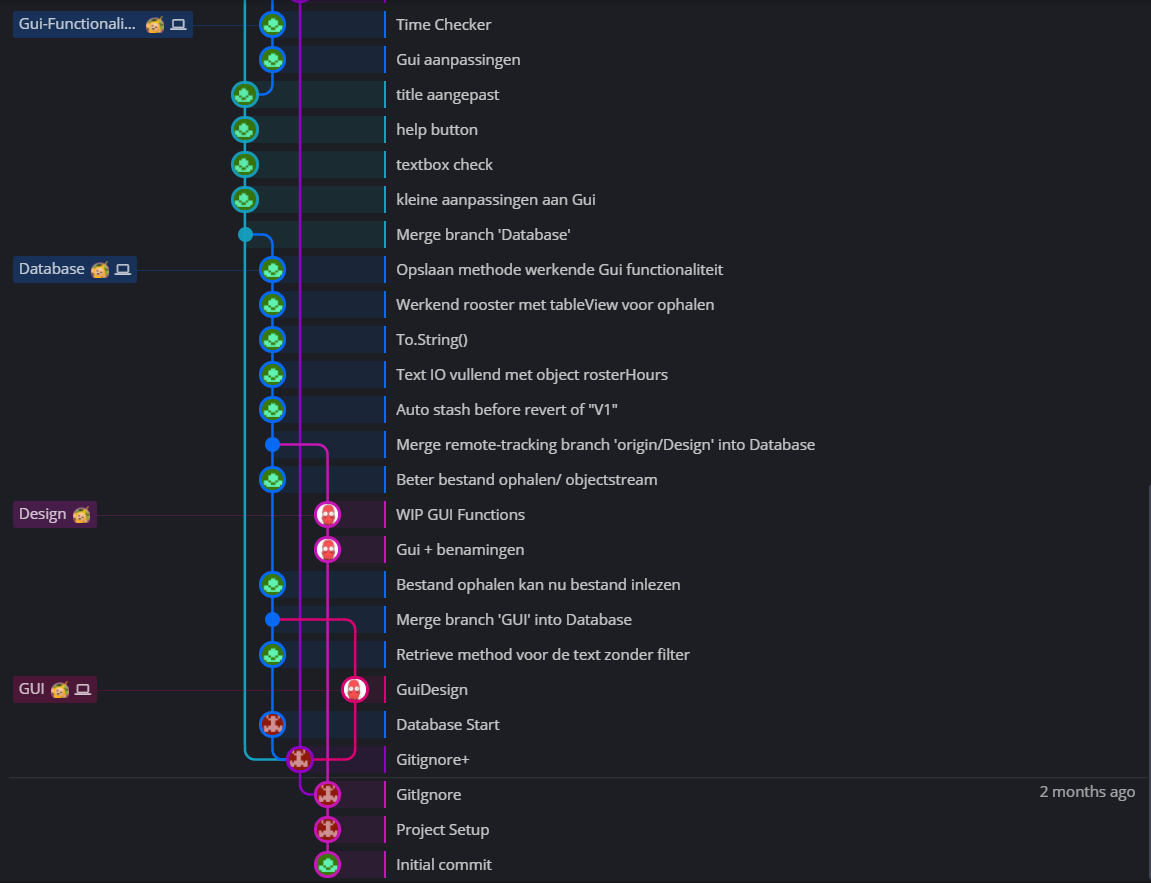 Gui-Functionali... Time Checker
Gui aanpassingen
title aangepast
help button
textbox check
kleine aanpassingen aan Gui
Merge branch 'Database'
Database Opslaan methode werkende Gui functionaliteit
Werkend rooster met tableView voor ophalen
To.String()
Text IO vullend met object rosterHours
Auto stash before revert of "V1"
Merge remote-tracking branch 'origin/Design' into Database
Beter bestand ophalen/ objectstream
Design WIP GUI Functions
Gui + benamingen
Bestand ophalen kan nu bestand inlezen
Merge branch 'GUI' into Database
Retrieve method voor de text zonder filter
GUI GuiDesign
Database Start
Gitignore+
GitIgnore 2 months ago
Project Setup
Initial commit